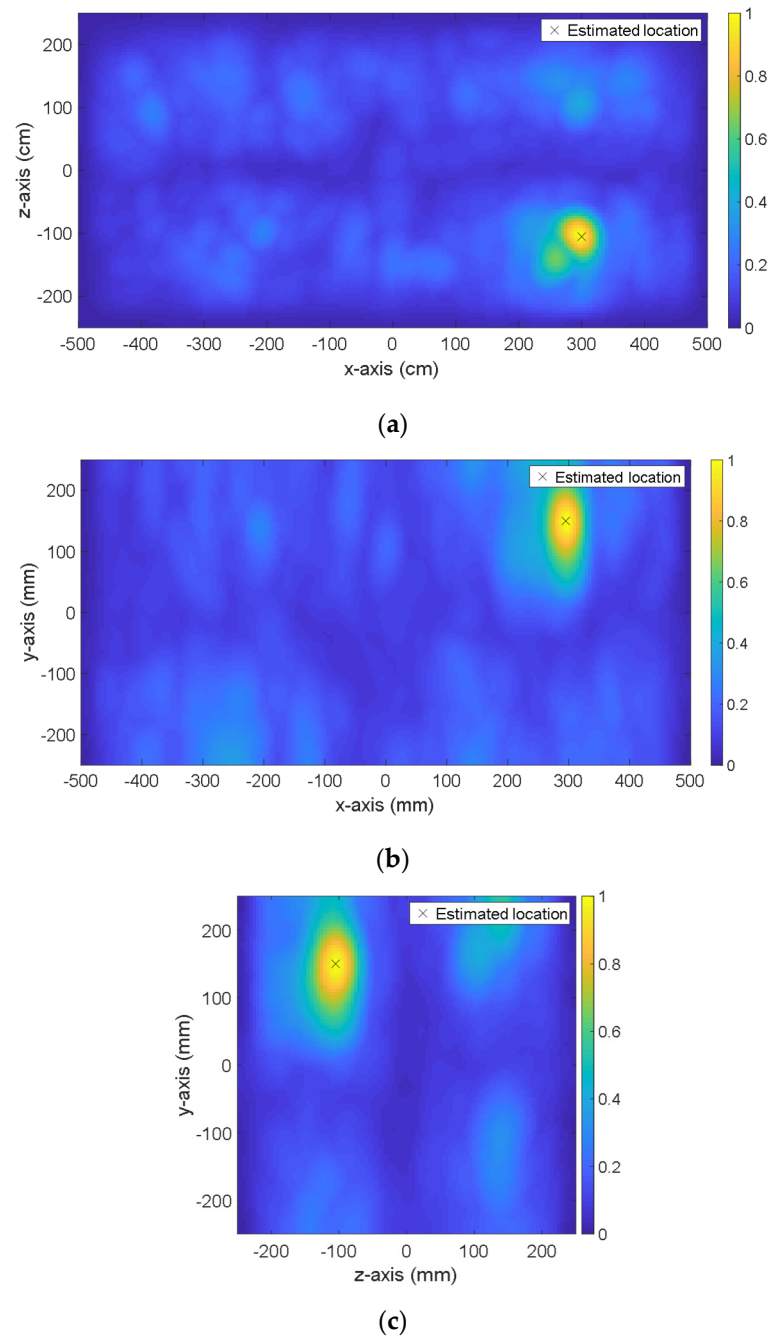 × Estimated location
200
100
0
-100
-200
z-axis (cm)
-500 -400 -300 -200 -100 0 100 200 300 400 500
x-axis (cm)
1
0.8
0.6
0.4
0.2
0
(a)
× Estimated location
200
100
0
-100
-200
y-axis (mm)
-500 -400 -300 -200 -100 0 100 200 300 400 500
x-axis (mm)
1
0.8
0.6
0.4
0.2
0
(b)
× Estimated location
200
100
0
-100
-200
y-axis (mm)
-200 -100 0 100 200
z-axis (mm)
1
0.8
0.6
0.4
0.2
0
(c)